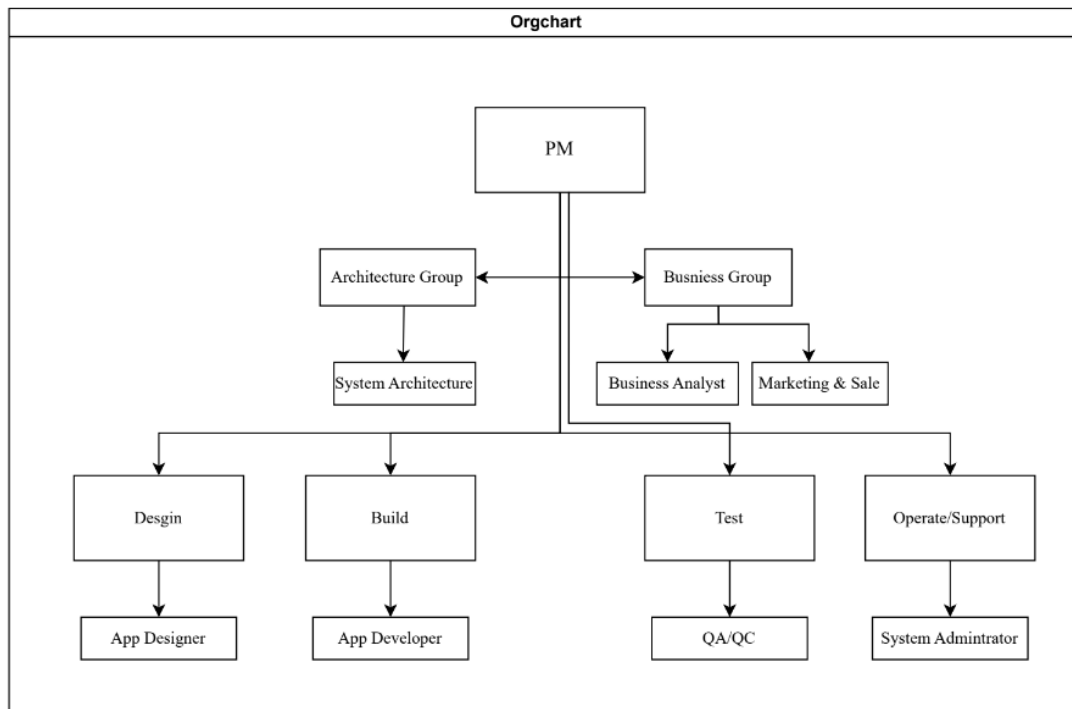 Orgchart
PM
Architecture Group
Busniess Group
System Architecture
Business Analyst
Marketing & Sale
Desgin
Build
Test
Operate/Support
App Designer
App Developer
QA/QC
System Admintrator